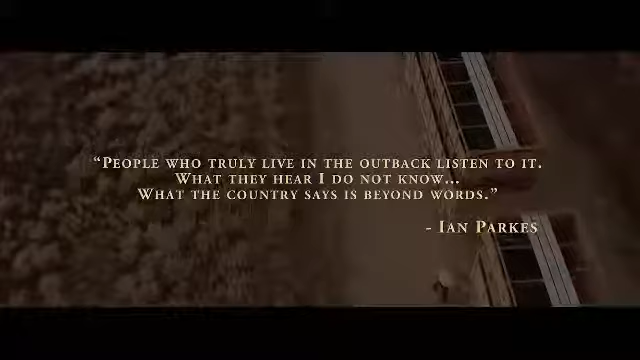 “People who truly live in the outback listen to it.
What they hear I do not know...
What the country says is beyond words.”
- Ian Parkes